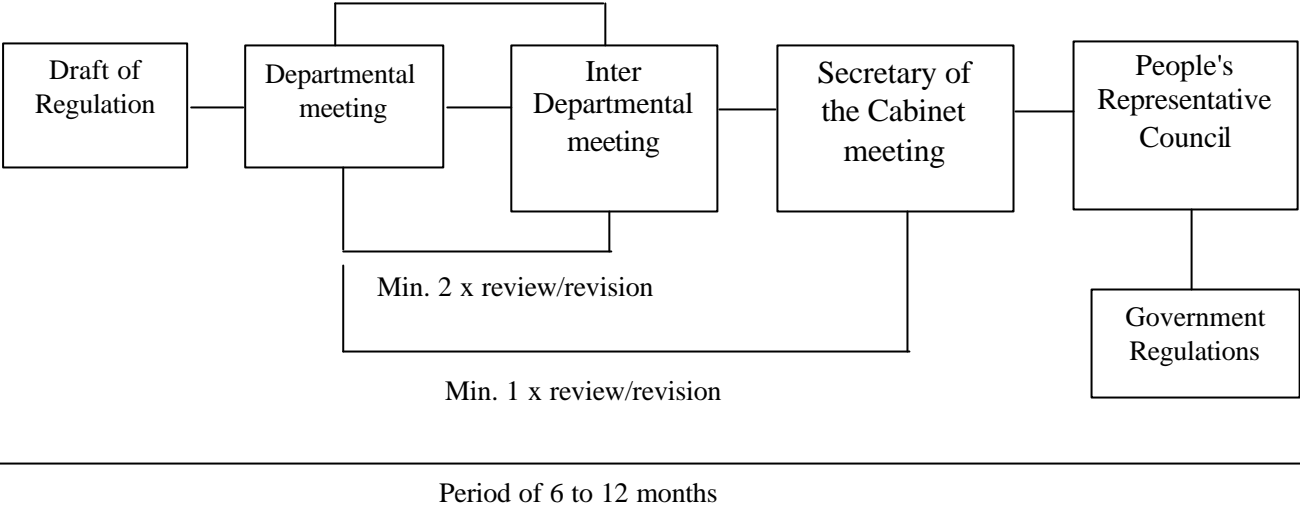 Draft of
Regulation
Departmental
meeting
Inter
Departmental
meeting
Secretary of
the Cabinet
meeting
People's
Representative
Council
Min. 2 x review/revision
Government
Regulations
Min. 1 x review/revision
Period of 6 to 12 months